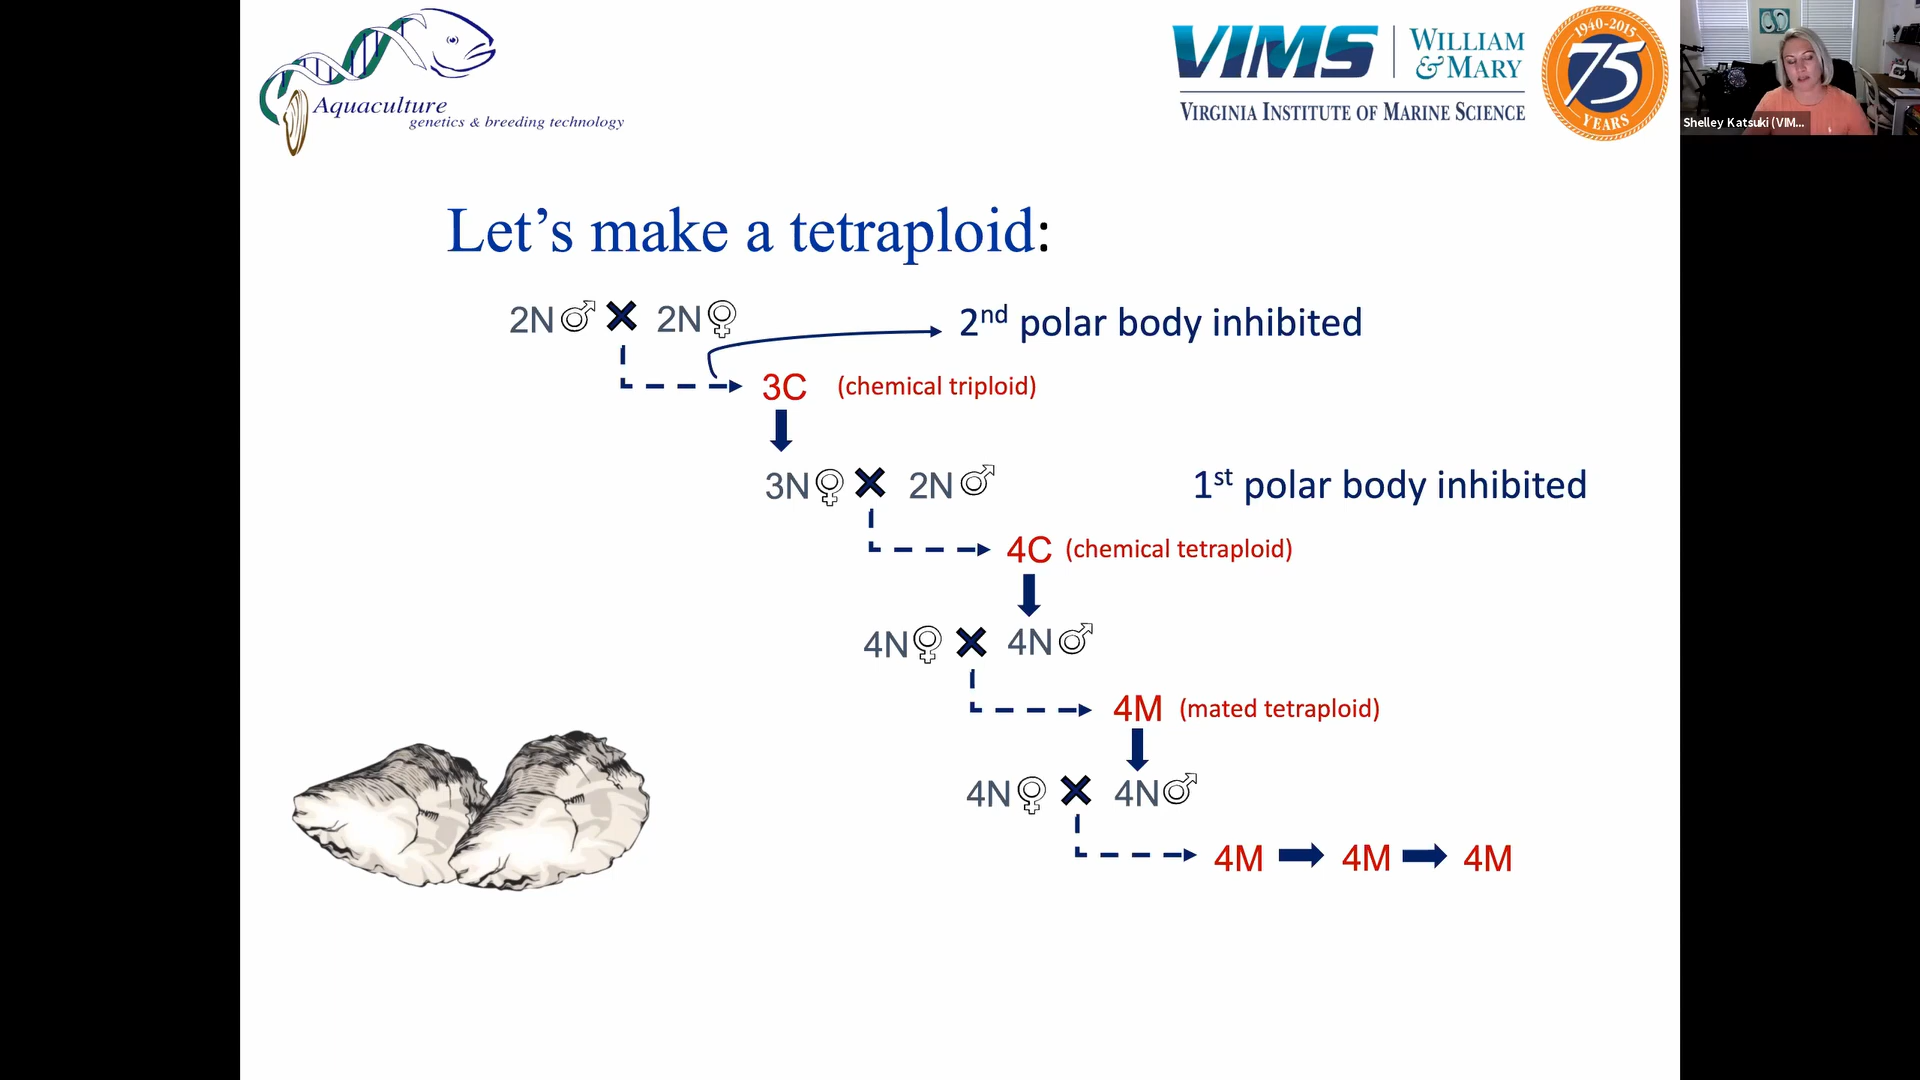 Aquaculture
genetics & breeding technology
VIMS
WILLIAM
& MARY
VIRGINIA INSTITUTE OF MARINE SCIENCE
1940-2015
75
YEARS
Shelley Katsuki (VIM...
Let's make a tetraploid:
2N♂ ✕ 2N♀
2nd polar body inhibited
3C (chemical triploid)
3N♀ ✕ 2N♂
1st polar body inhibited
4C (chemical tetraploid)
4N♀ ✕ 4N♂
4M (mated tetraploid)
4N♀ ✕ 4N♂
4M ➡ 4M ➡ 4M